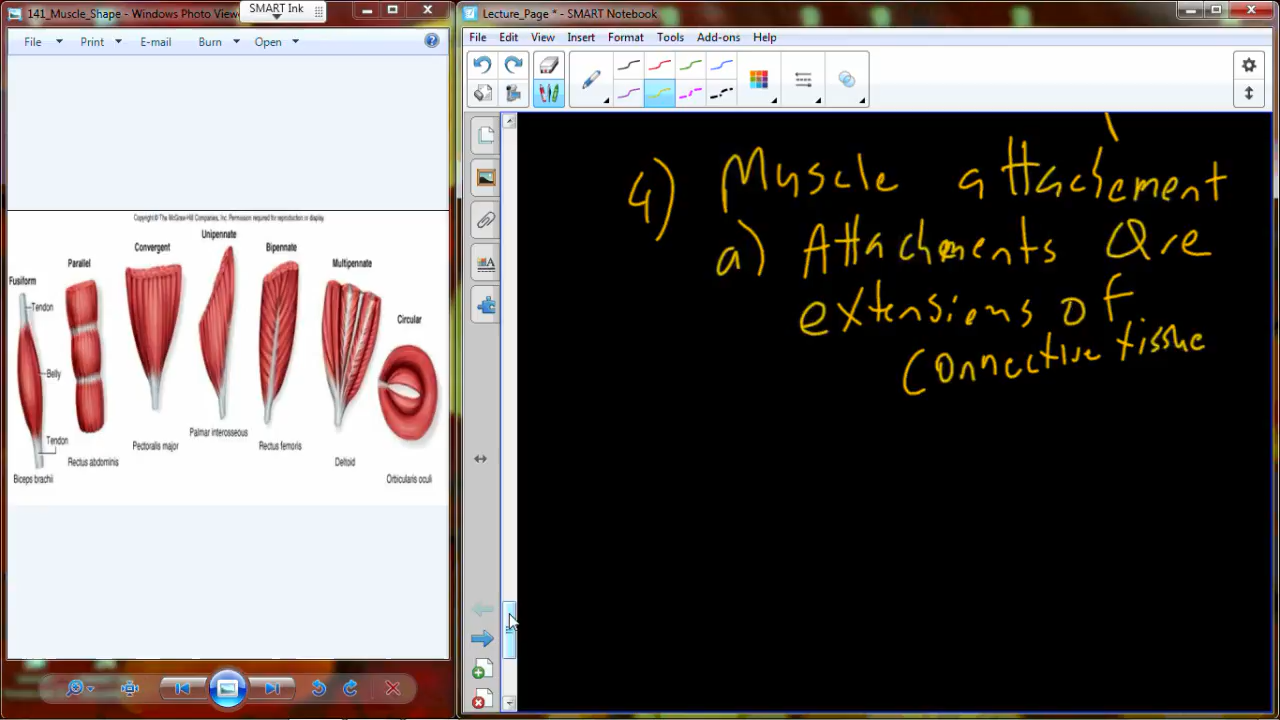 141_Muscle_Shape - Windows Photo Viewe
SMART Ink
File Print E-mail Burn Open
Copyright © The McGraw-Hill Companies, Inc. Permission required for reproduction or display.
Unipennate
Convergent
Bipennate
Parallel
Multipennate
Fusiform
Tendon
Circular
Belly
Tendon
Palmar interosseous
Pectoralis major
Rectus femoris
Rectus abdominis
Deltoid
Biceps brachii
Orbicularis oculi
Lecture_Page * - SMART Notebook
File Edit View Insert Format Tools Add-ons Help
4) Muscle attachement
a) Attachments are
extensions of
connective tissue